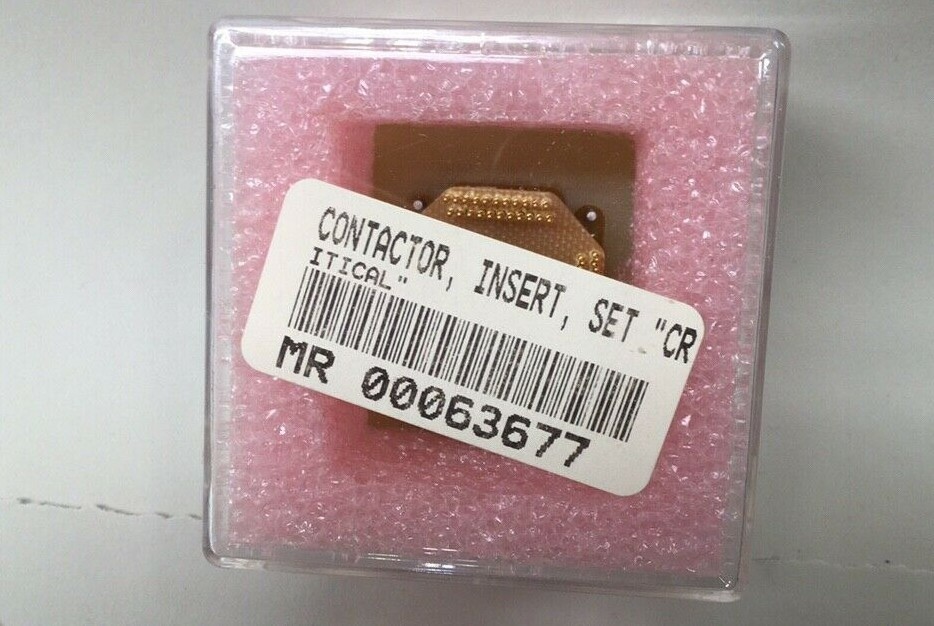 CONTACTOR, INSERT, SET "CR
ITICAL"
MR 00063677